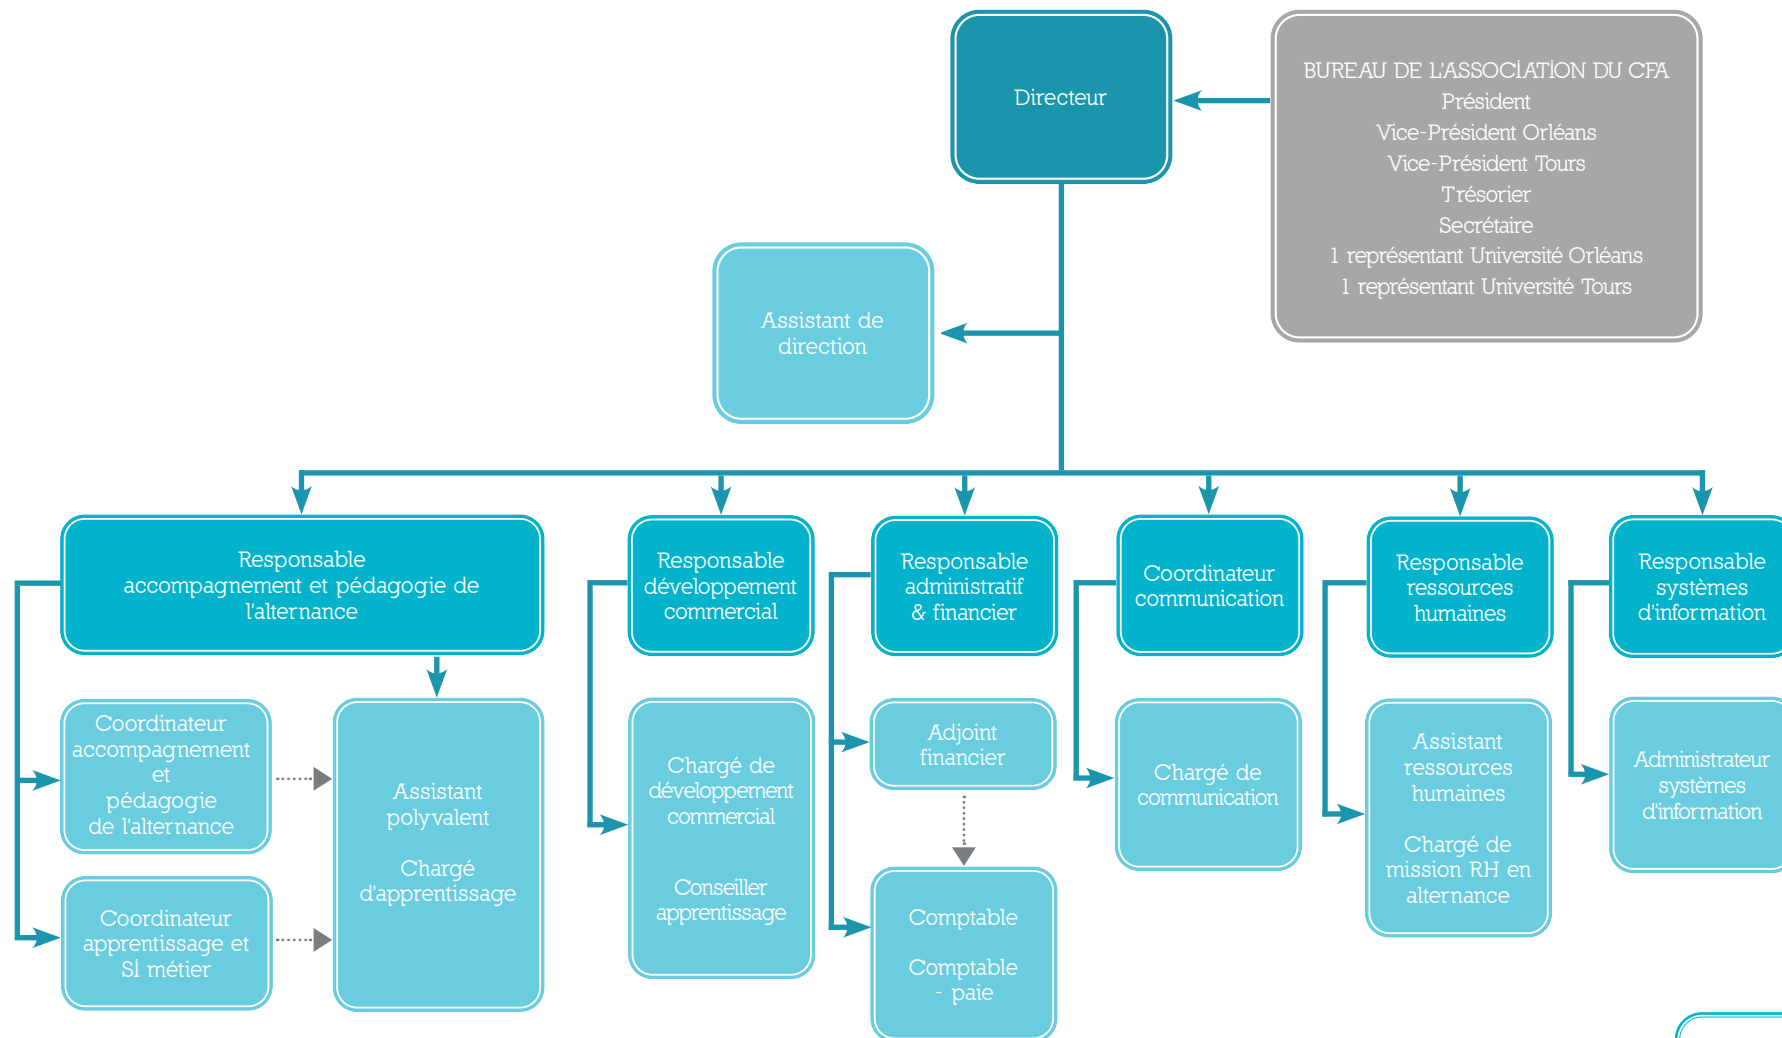 Directeur
BUREAU DE L'ASSOCİATİON DU CFA
Président
Vice-Président Orléans
Vice-Président Tours
Trésorier
Secrétaire
1 représentant Université Orléans
1 représentant Université Tours
Assistant de
direction
Responsable
accompagnement et pédagogie de
l'alternance
Responsable
développement
commercial
Responsable
administratif
& financier
Coordinateur
communication
Responsable
ressources
humaines
Responsable
systèmes
d'information
Coordinateur
accompagnement
et
pédagogie
de l'alternance
Coordinateur
apprentissage et
Sİ métier
Assistant
polyvalent
Chargé
d'apprentissage
Chargé de
développement
commercial
Conseiller
apprentissage
Adjoint
financier
Comptable
Comptable
- paie
Chargé de
communication
Assistant
ressources
humaines
Chargé de
mission RH en
alternance
Administrateur
systèmes
d'information